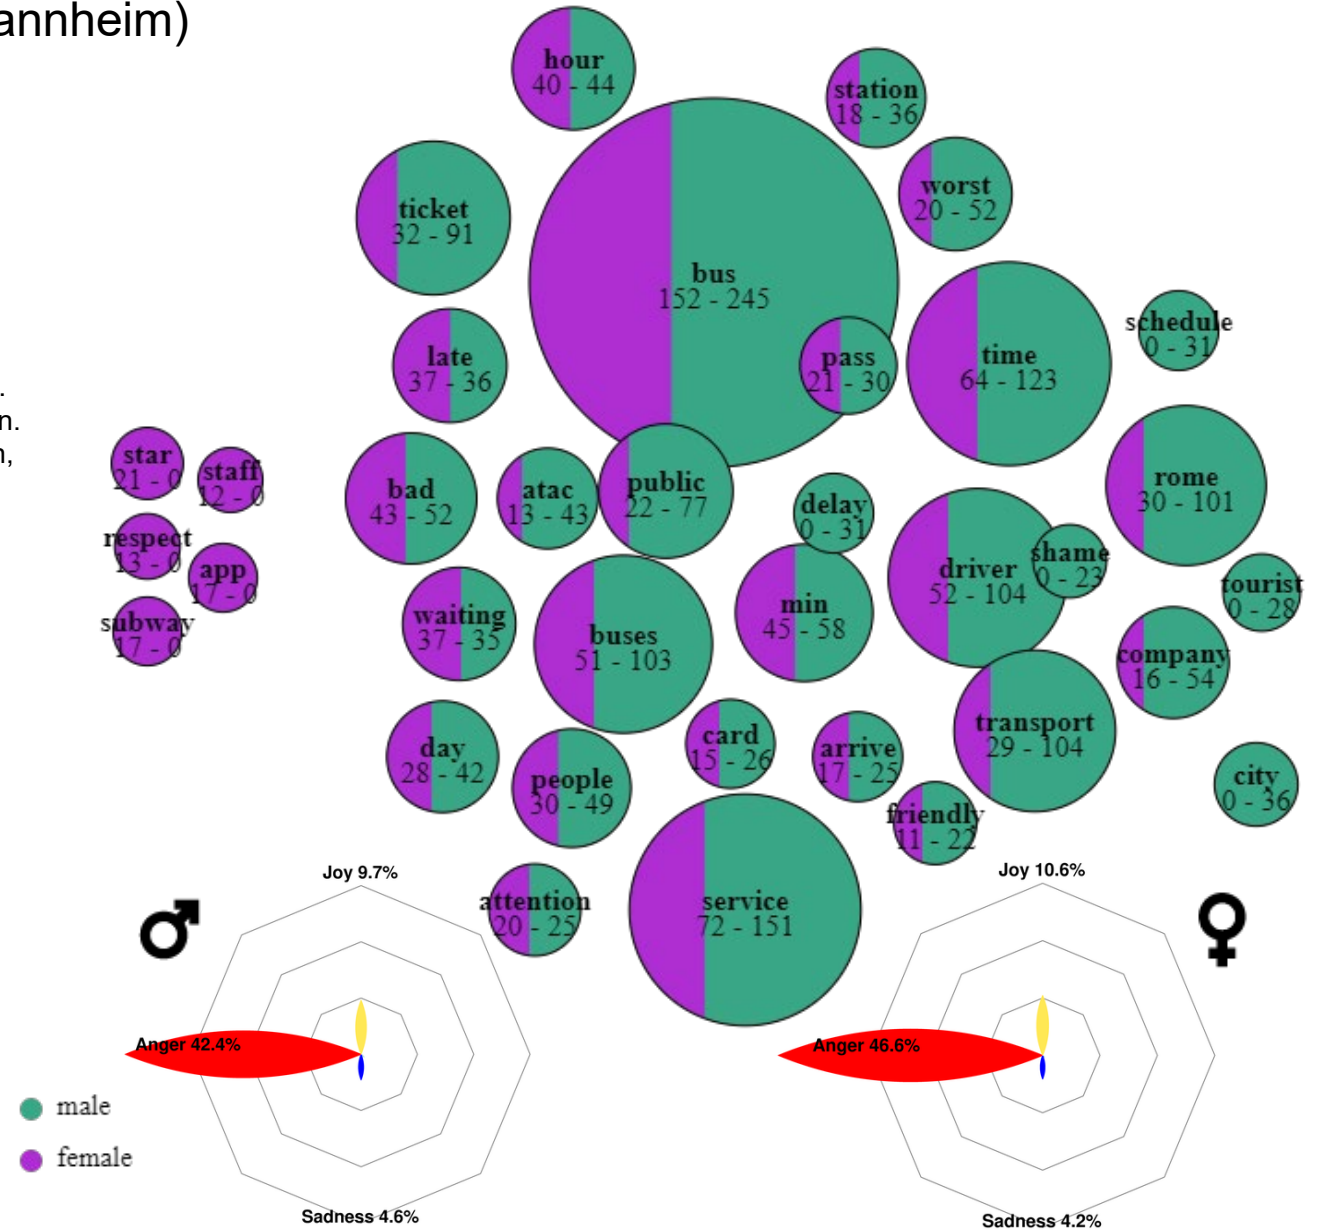 annheim)
hour
40 - 44
station
18 - 36
worst
20 - 52
ticket
32 - 91
bus
152 - 245
late
37 - 36
pass
21 - 30
time
64 - 123
schedule
0 - 31
.
n.
n,
star
21 - 0
staff
12 - 0
respect
13 - 0
app
17 - 0
subway
17 - 0
bad
43 - 52
atac
13 - 43
public
22 - 77
delay
0 - 31
rome
30 - 101
driver
52 - 104
shame
0 - 23
tourist
0 - 28
waiting
37 - 35
buses
51 - 103
min
45 - 58
company
16 - 54
day
28 - 42
people
30 - 49
card
15 - 26
arrive
17 - 25
transport
29 - 104
friendly
11 - 22
city
0 - 36
attention
20 - 25
service
72 - 151
Joy 9.7%
Anger 42.4%
Sadness 4.6%
Joy 10.6%
Anger 46.6%
Sadness 4.2%
male
female